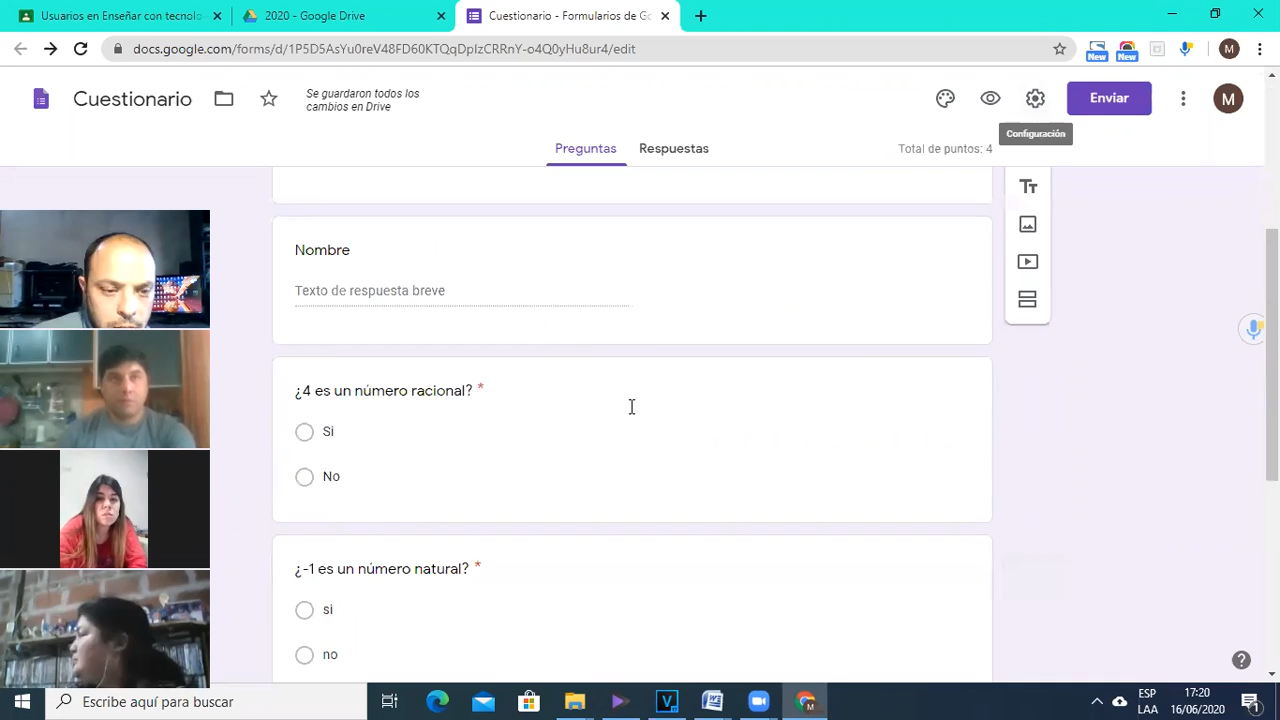 Usuarios en Enseñar con tecnolo
2020 - Google Drive
Cuestionario - Formularios de Go
docs.google.com/forms/d/1P5D5AsYu0reV48FD60KTQqDpIzCRRnY-o4Q0yHu8ur4/edit
New
New
M
Cuestionario
Se guardaron todos los
cambios en Drive
Enviar
M
Configuración
Preguntas
Respuestas
Total de puntos: 4
Tt
Nombre
Texto de respuesta breve
¿4 es un número racional? *
Si
No
¿-1 es un número natural? *
si
no
Escribe aquí para buscar
ESP
LAA
17:20
16/06/2020